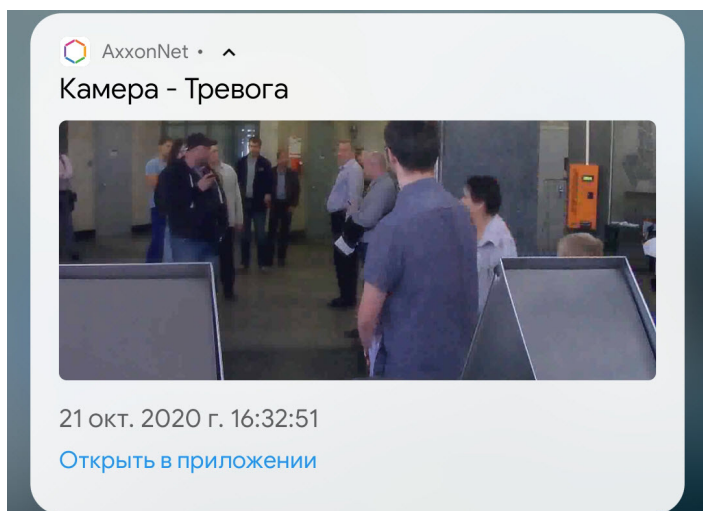 AxxonNet •
Камера - Тревога
21 окт. 2020 г. 16:32:51
Открыть в приложении